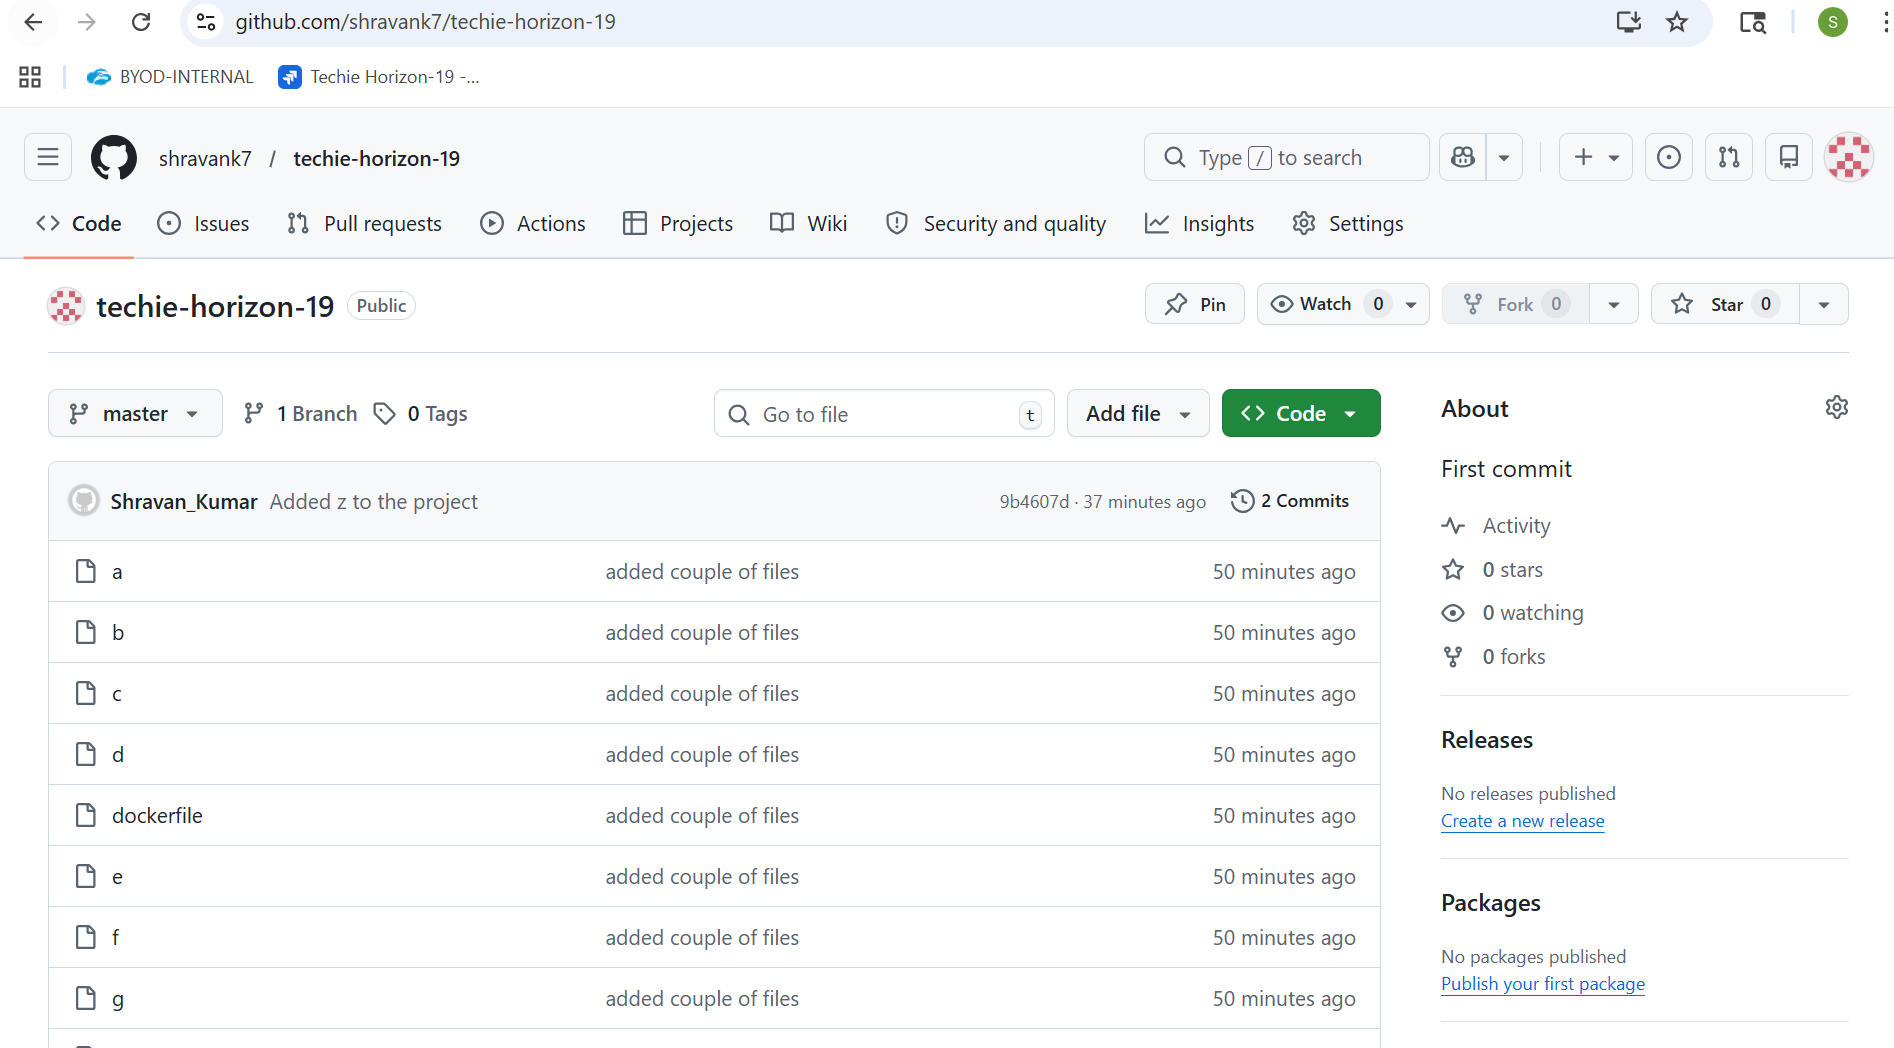 github.com/shravank7/techie-horizon-19
S
BYOD-INTERNAL
Techie Horizon-19 -...
shravank7 / techie-horizon-19
Type / to search
Code
Issues
Pull requests
Actions
Projects
Wiki
Security and quality
Insights
Settings
techie-horizon-19 Public
Pin
Watch 0
Fork 0
Star 0
master
1 Branch
0 Tags
Go to file t
Add file
Code
Shravan_Kumar Added z to the project 9b4607d · 37 minutes ago 2 Commits
a added couple of files 50 minutes ago
b added couple of files 50 minutes ago
c added couple of files 50 minutes ago
d added couple of files 50 minutes ago
dockerfile added couple of files 50 minutes ago
e added couple of files 50 minutes ago
f added couple of files 50 minutes ago
g added couple of files 50 minutes ago
About
First commit
Activity
0 stars
0 watching
0 forks
Releases
No releases published
Create a new release
Packages
No packages published
Publish your first package